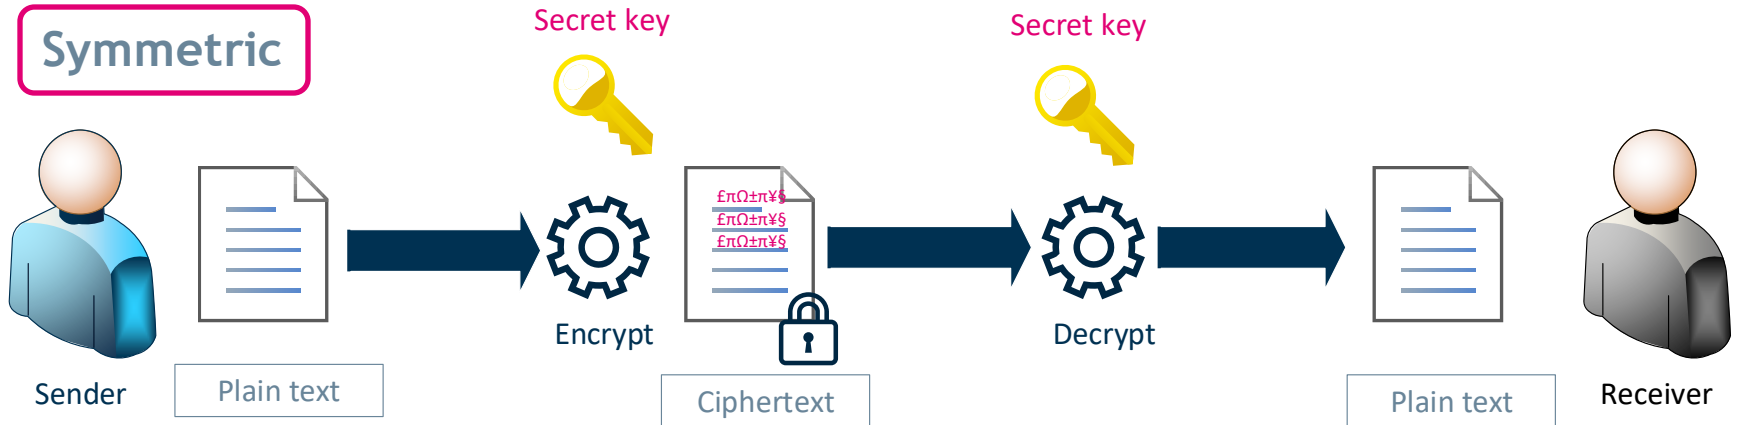 Symmetric
Secret key
Secret key
£πΩ±π¥§
£πΩ±π¥§
£πΩ±π¥§
Encrypt
Decrypt
Sender
Plain text
Ciphertext
Plain text
Receiver